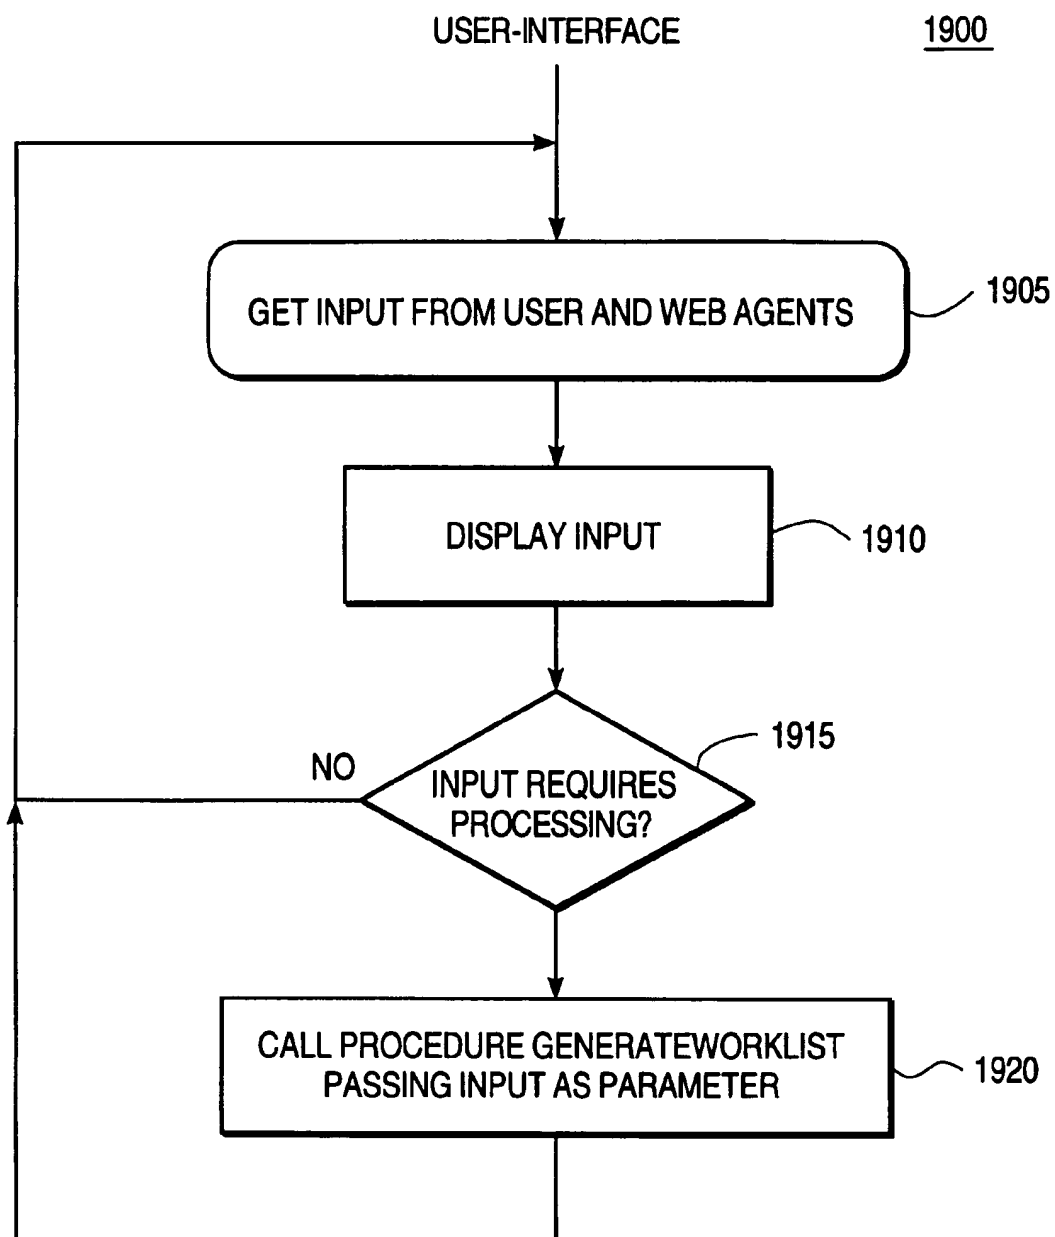 USER-INTERFACE
1900
GET INPUT FROM USER AND WEB AGENTS
1905
DISPLAY INPUT
1910
1915
NO
INPUT REQUIRES
PROCESSING?
CALL PROCEDURE GENERATEWORKLIST
PASSING INPUT AS PARAMETER
1920